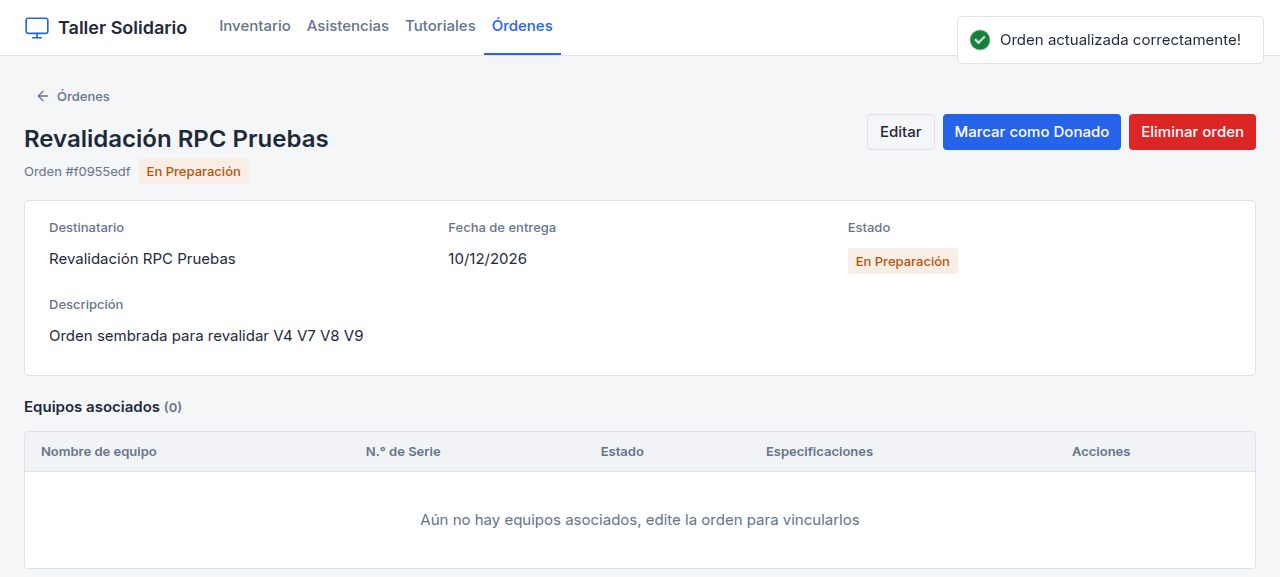 Taller Solidario
Inventario
Asistencias
Tutoriales
Órdenes
Orden actualizada correctamente!
Órdenes
Revalidación RPC Pruebas
Orden #f0955edf
En Preparación
Editar
Marcar como Donado
Eliminar orden
Destinatario
Revalidación RPC Pruebas
Fecha de entrega
10/12/2026
Estado
En Preparación
Descripción
Orden sembrada para revalidar V4 V7 V8 V9
Equipos asociados (0)
Nombre de equipo
N.º de Serie
Estado
Especificaciones
Acciones
Aún no hay equipos asociados, edite la orden para vincularlos